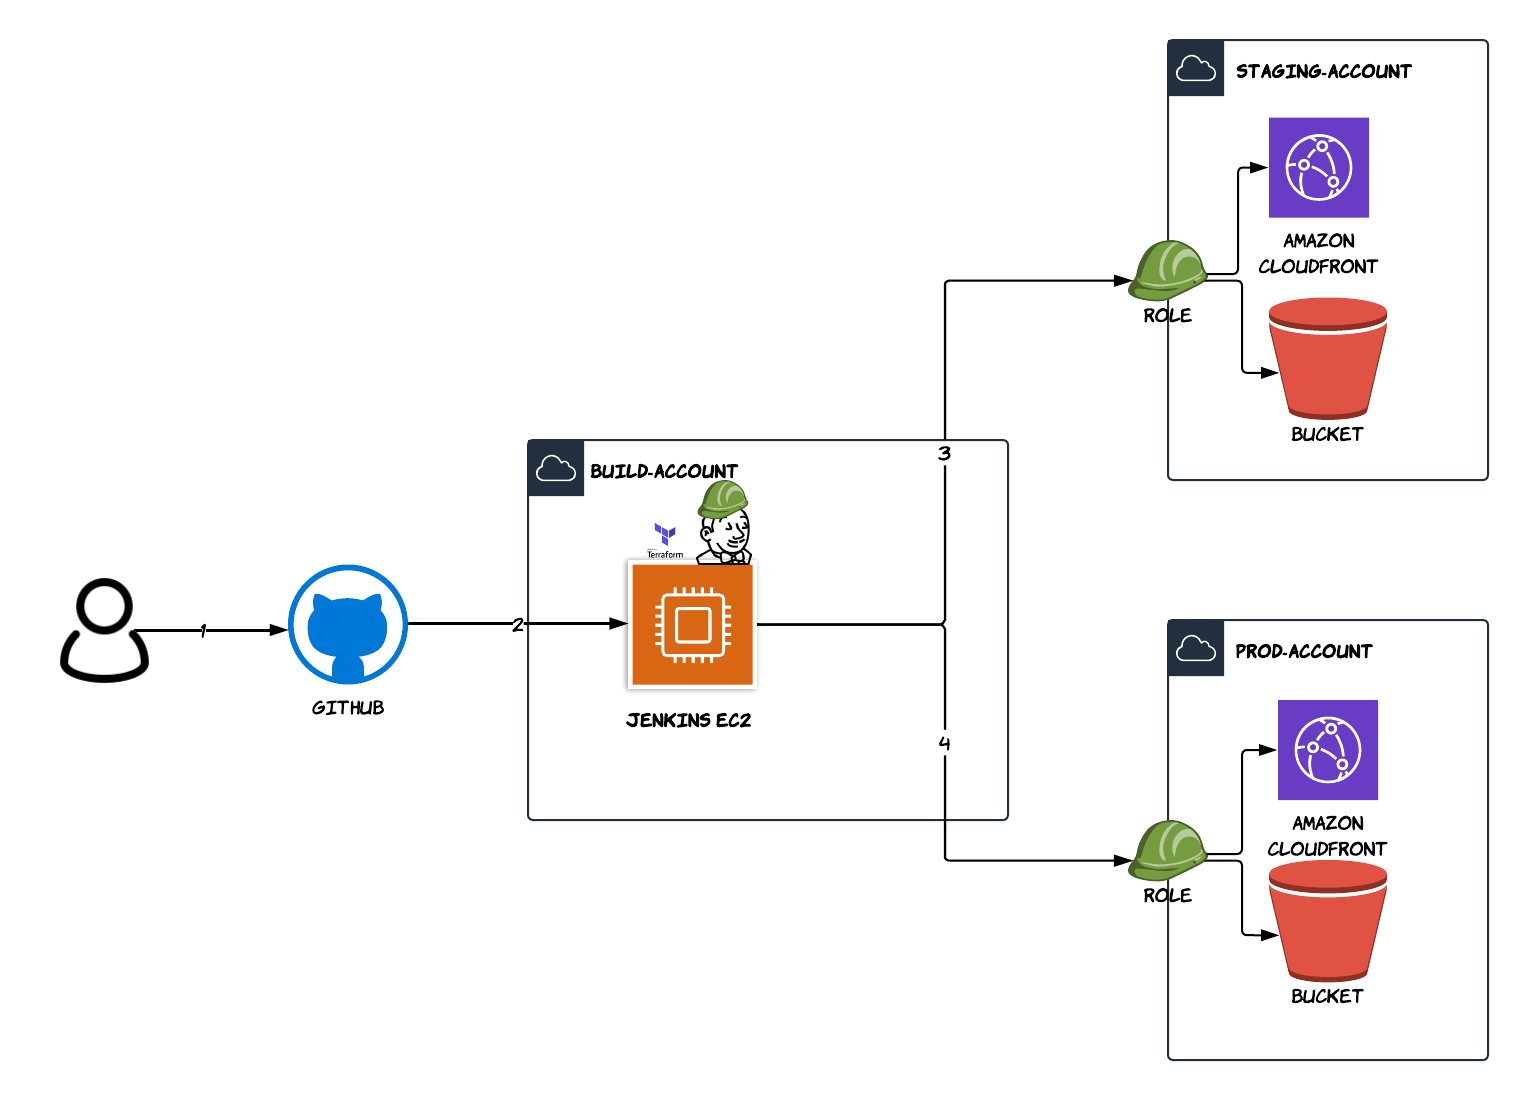 STAGING-ACCOUNT
AMAZON
CLOUDFRONT
ROLE
BUCKET
3
BUILD-ACCOUNT
Terraform
1
2
GITHUB
JENKINS EC2
4
PROD-ACCOUNT
AMAZON
CLOUDFRONT
ROLE
BUCKET